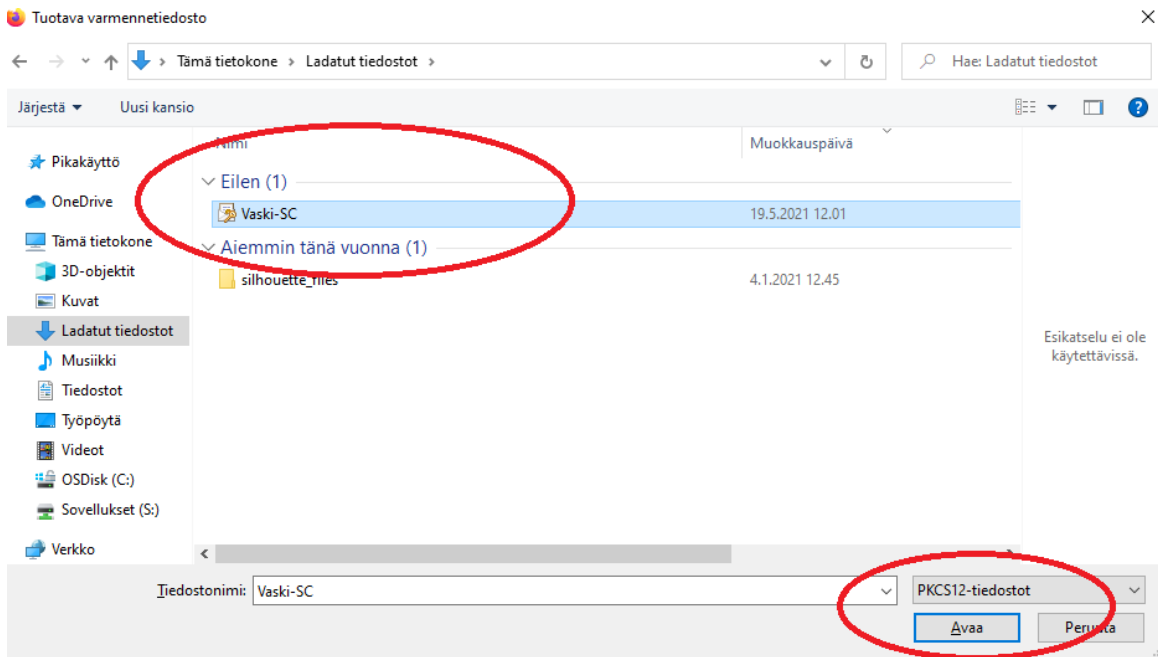 Tuotava varmennetiedosto
Tämä tietokone › Ladatut tiedostot ›
Hae: Ladatut tiedostot
Järjestä
Uusi kansio
Nimi
Muokkauspäivä
Pikakäyttö
OneDrive
Tämä tietokone
3D-objektit
Kuvat
Ladatut tiedostot
Musiikki
Tiedostot
Työpöytä
Videot
OSDisk (C:)
Sovellukset (S:)
Verkko
Eilen (1)
Vaski-SC 19.5.2021 12.01
Aiemmin tänä vuonna (1)
silhouette_files 4.1.2021 12.45
Esikatselu ei ole
käytettävissä.
Tiedostonimi: Vaski-SC
PKCS12-tiedostot
Avaa
Peruuta